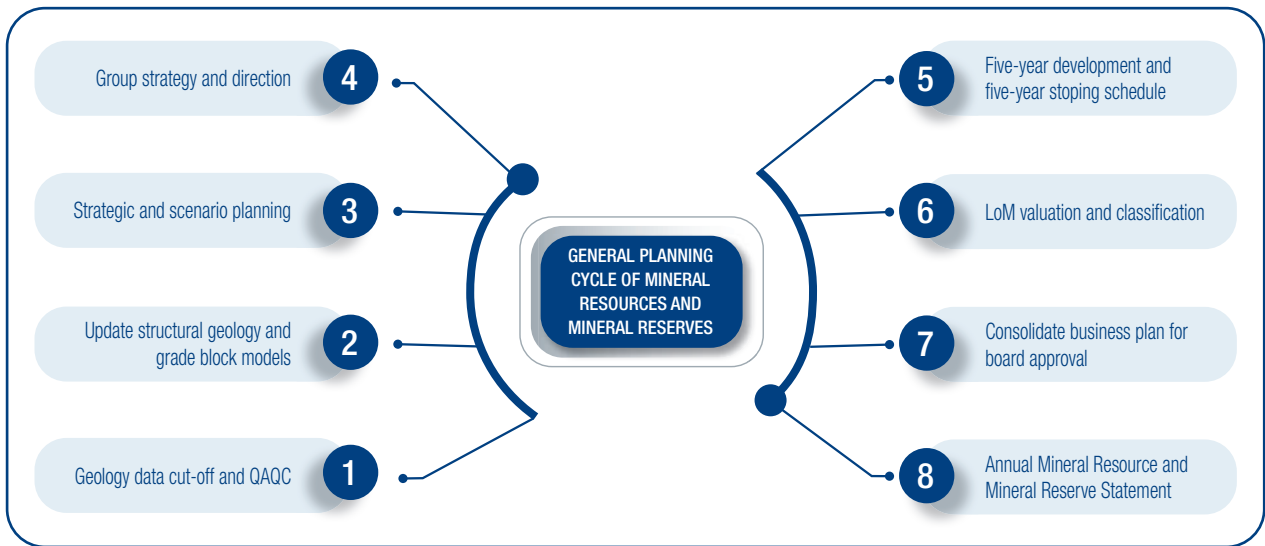 Group strategy and direction
4
Strategic and scenario planning
3
Update structural geology and
grade block models
2
Geology data cut-off and QAQC
1
GENERAL PLANNING
CYCLE OF MINERAL
RESOURCES AND
MINERAL RESERVES
5
Five-year development and
five-year stoping schedule
6
LoM valuation and classification
7
Consolidate business plan for
board approval
8
Annual Mineral Resource and
Mineral Reserve Statement